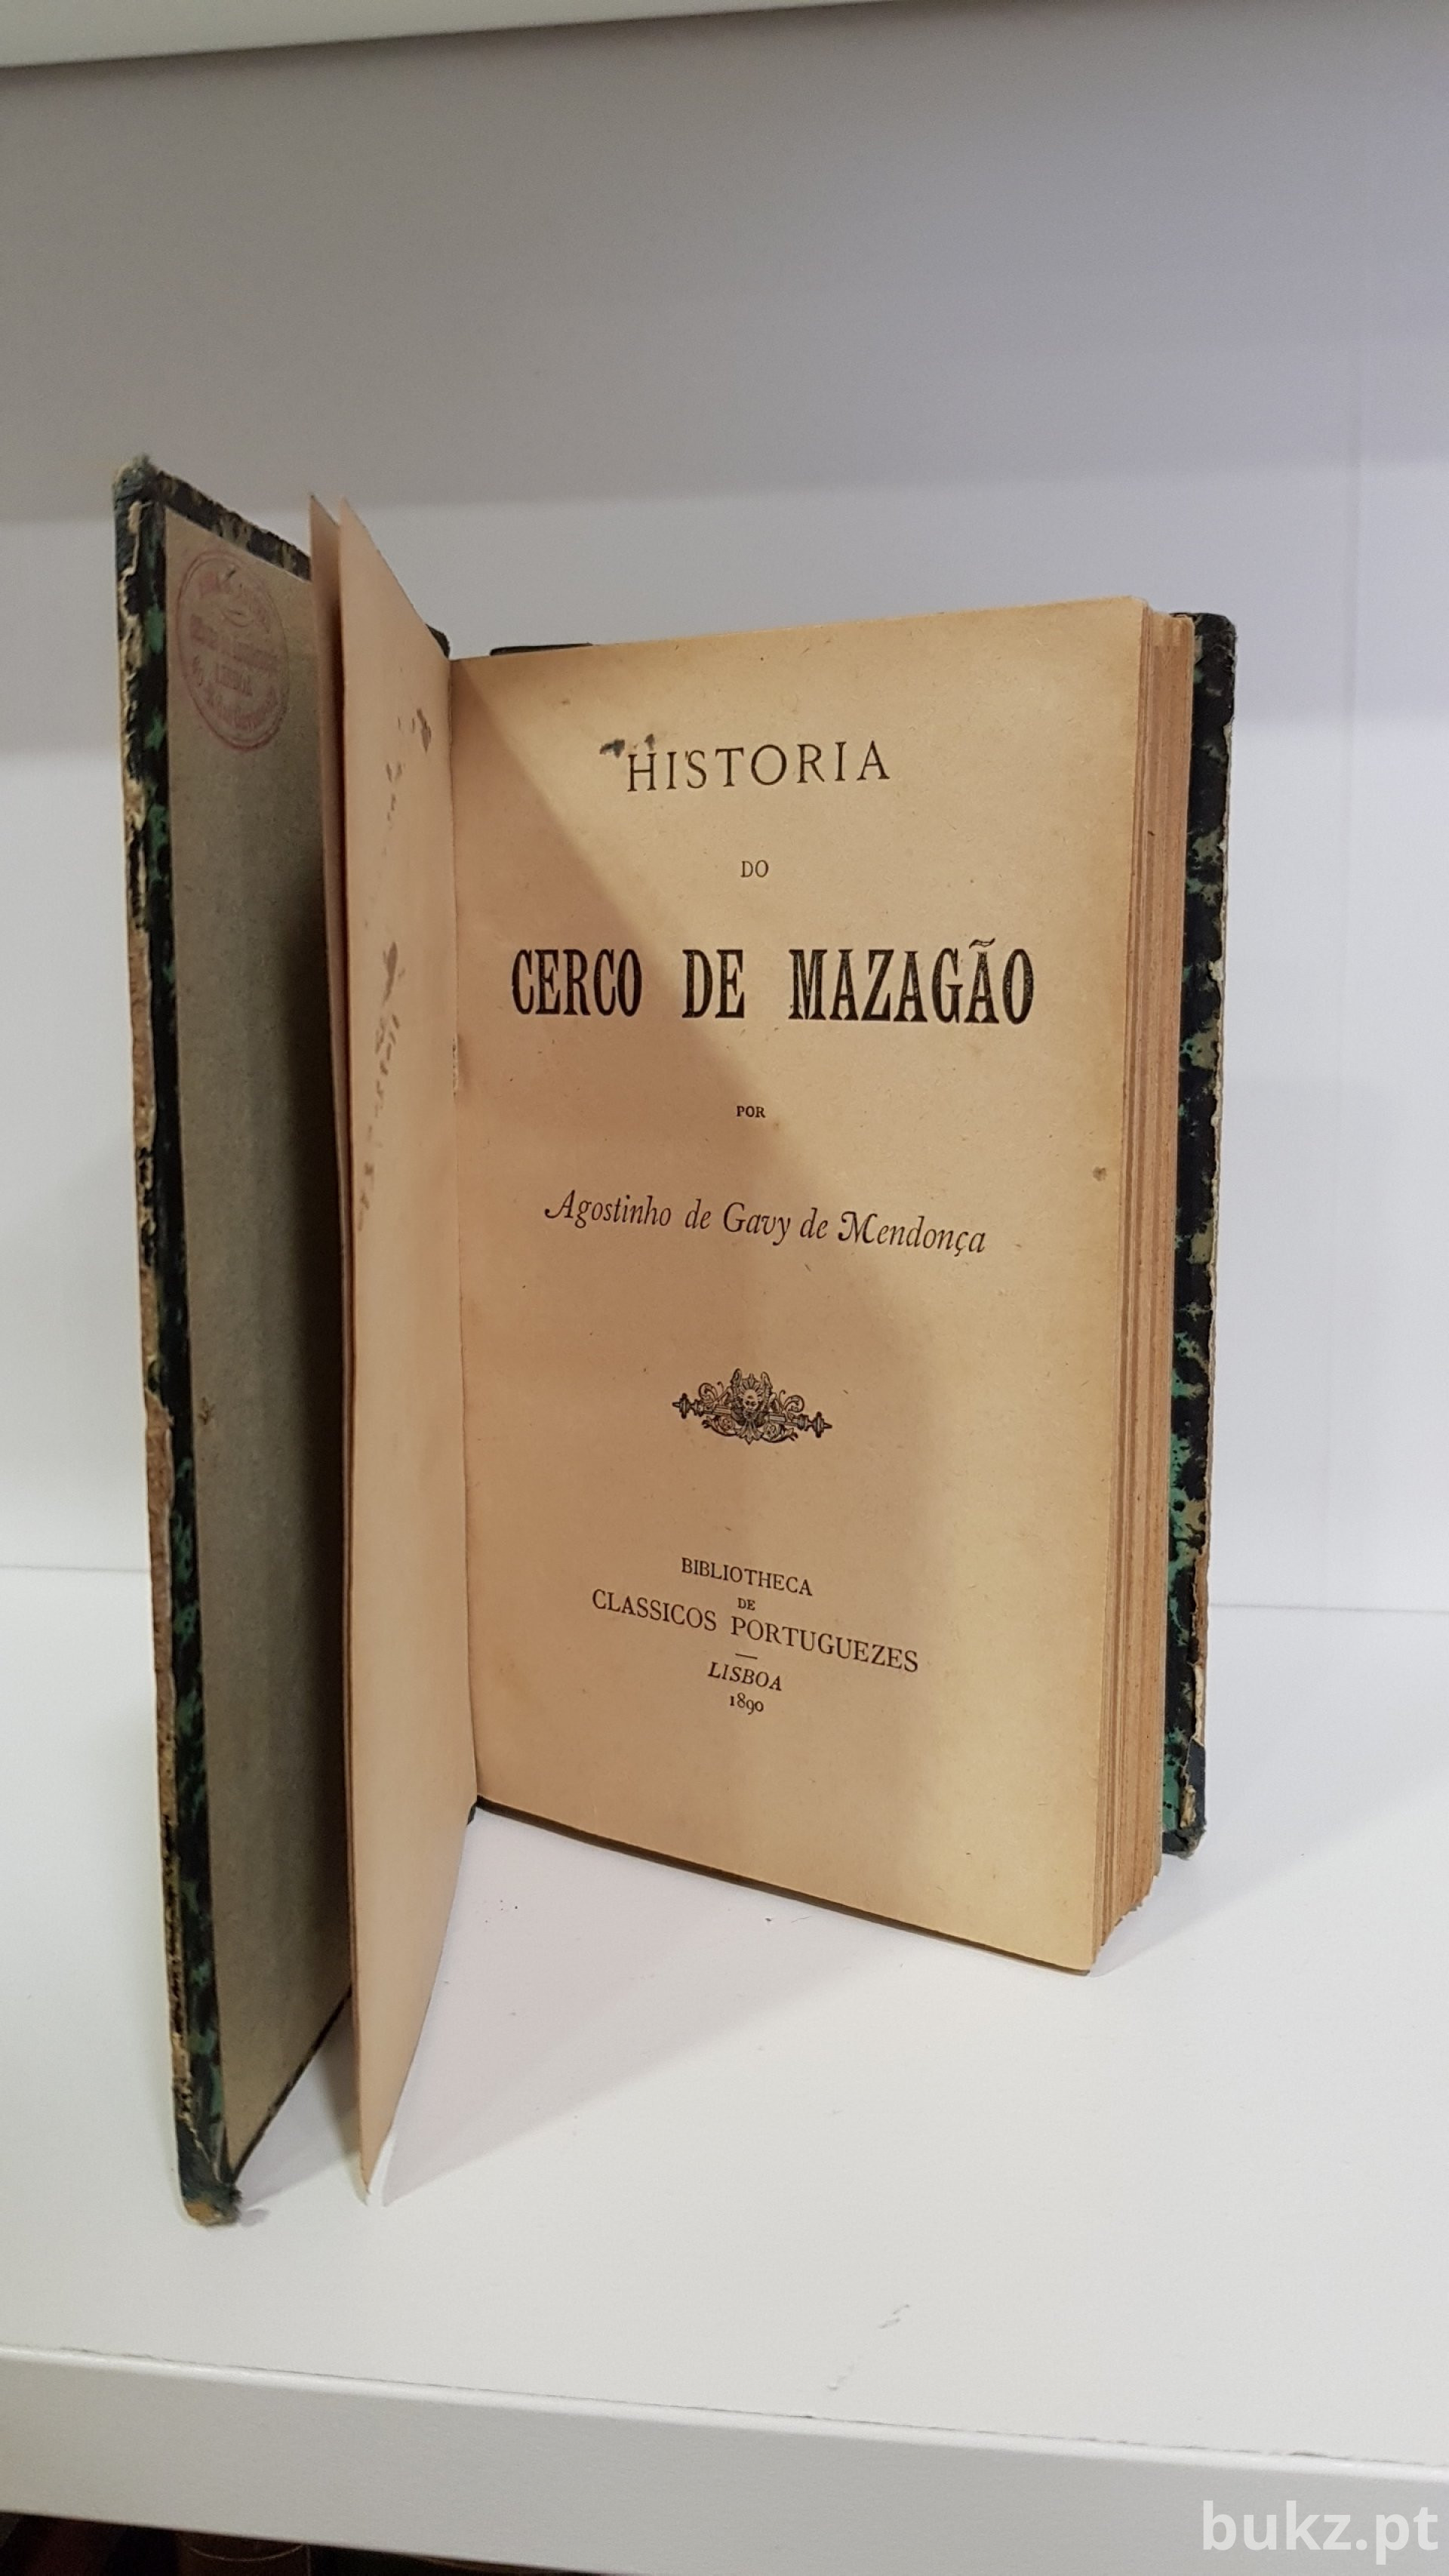 HISTORIA
DO
CERCO DE MAZAGÃO
POR
Agostinho de Gavy de Mendonça
BIBLIOTHECA
DE
CLASSICOS PORTUGUEZES
LISBOA
1890
bukz.pt